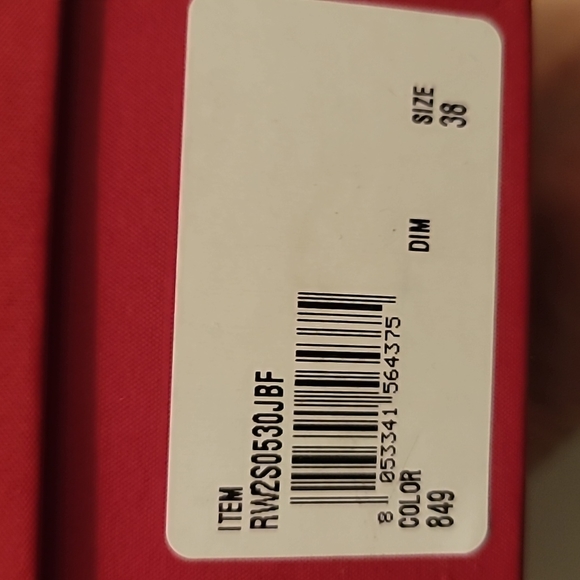 ITEM
RW2S0530JBF
8 053341 564375
COLOR
849
DIM
SIZE
38